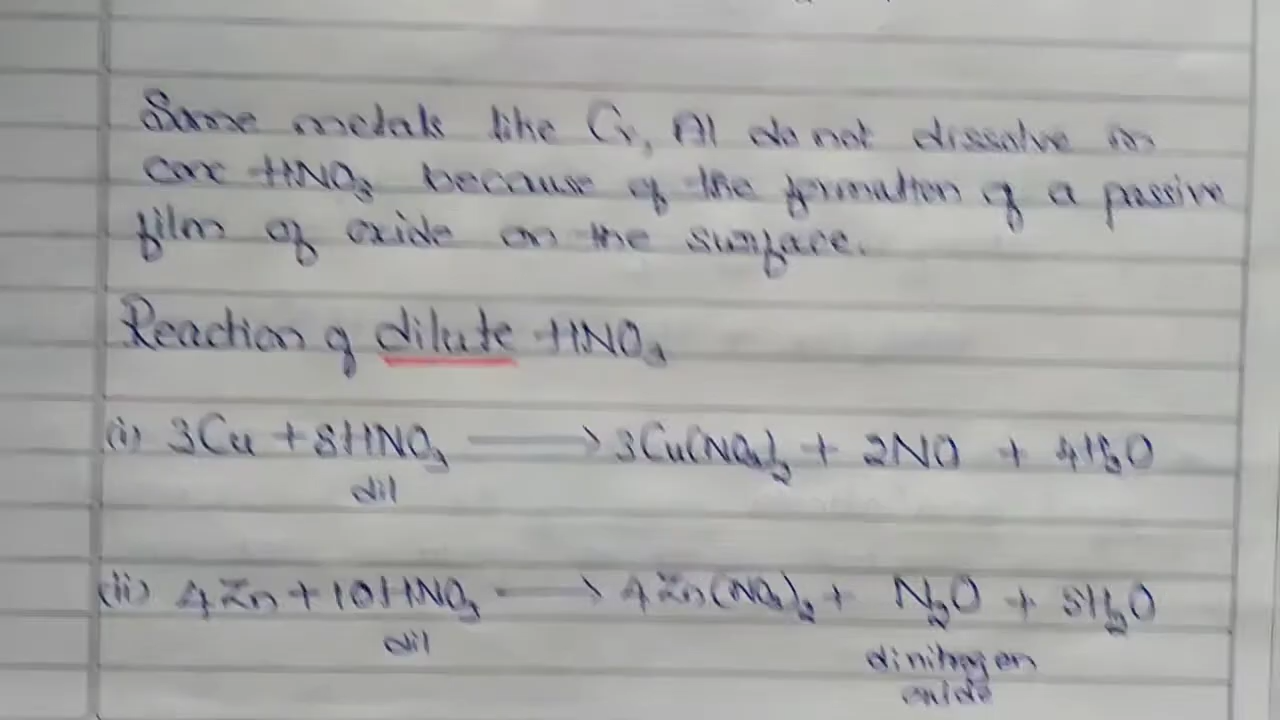 Some metals like Cr, Al do not dissolve in
conc HNO₃ because of the formation of a passive
film of oxide on the surface.
Reaction of dilute HNO₃
(i) 3Cu + 8HNO₃ ⟶ 3Cu(NO₃)₂ + 2NO + 4H₂O
dil
(ii) 4Zn + 10HNO₃ ⟶ 4Zn(NO₃)₂ + N₂O + 5H₂O
dil dinitrogen
oxide